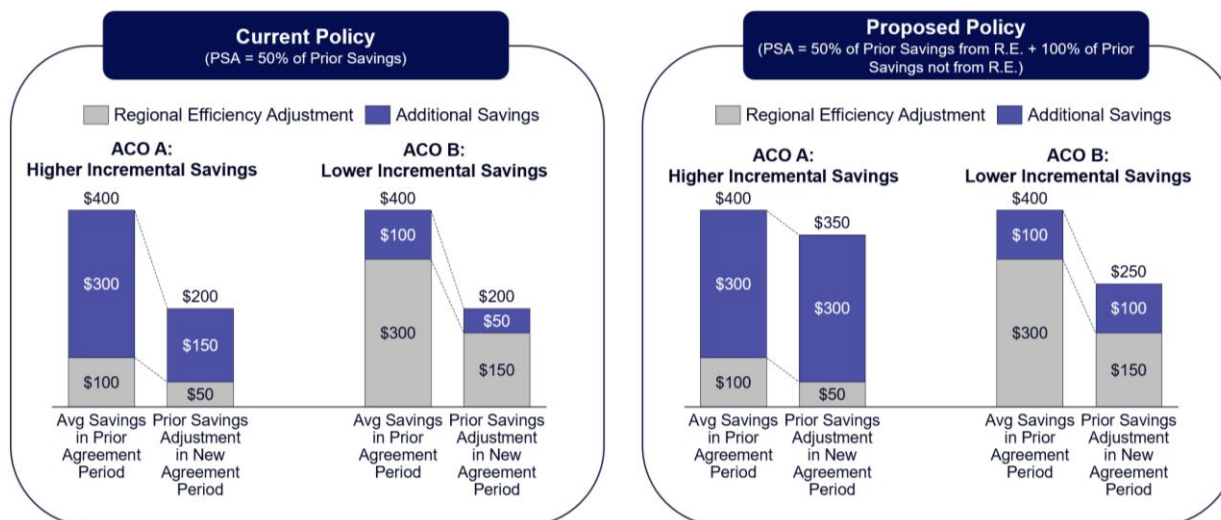 Current Policy
(PSA = 50% of Prior Savings)
Regional Efficiency Adjustment
Additional Savings
ACO A:
Higher Incremental Savings
$400
$300
$100
$200
$150
$50
Avg Savings
in Prior
Agreement
Period
Prior Savings
Adjustment
in New
Agreement
Period
ACO B:
Lower Incremental Savings
$400
$100
$300
$200
$50
$150
Avg Savings
in Prior
Agreement
Period
Prior Savings
Adjustment
in New
Agreement
Period
Proposed Policy
(PSA = 50% of Prior Savings from R.E. + 100% of Prior
Savings not from R.E.)
Regional Efficiency Adjustment
Additional Savings
ACO A:
Higher Incremental Savings
$400
$300
$100
$350
$300
$50
Avg Savings
in Prior
Agreement
Period
Prior Savings
Adjustment
in New
Agreement
Period
ACO B:
Lower Incremental Savings
$400
$100
$300
$250
$100
$150
Avg Savings
in Prior
Agreement
Period
Prior Savings
Adjustment
in New
Agreement
Period